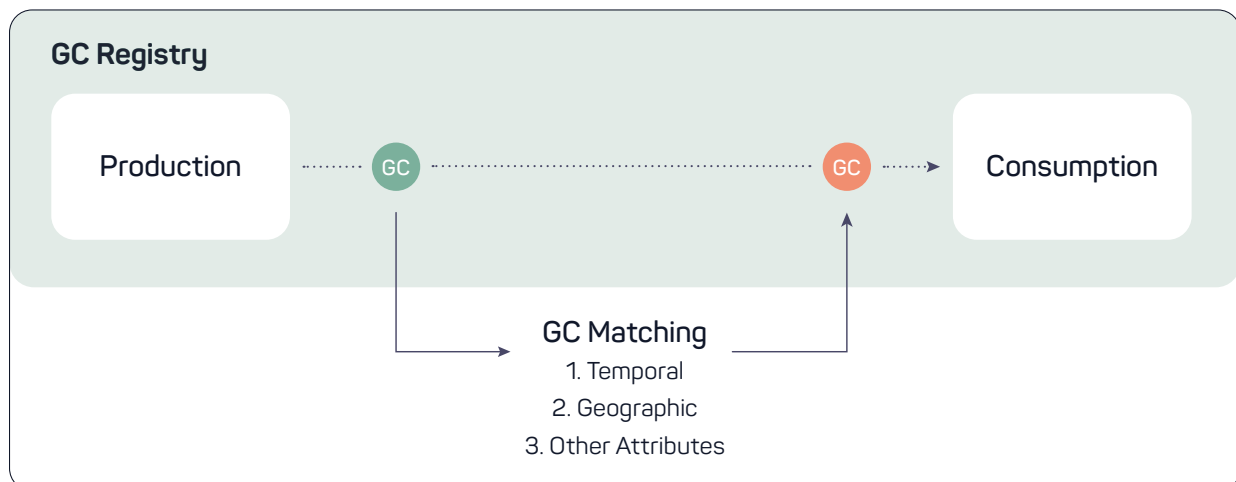 GC Registry
Production
GC
GC
Consumption
GC Matching
1. Temporal
2. Geographic
3. Other Attributes